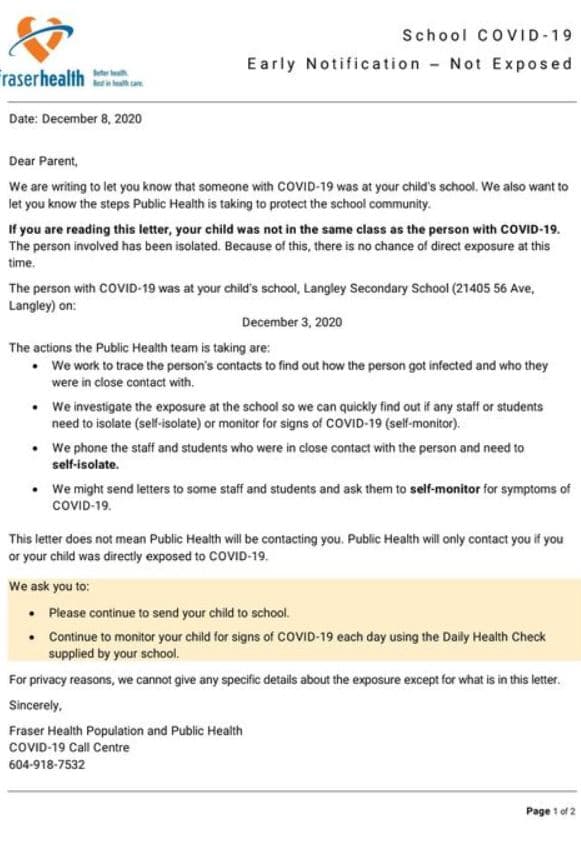 School COVID-19
Early Notification – Not Exposed
fraserhealth
Better health.
Best in health care.
Date: December 8, 2020
Dear Parent,
We are writing to let you know that someone with COVID-19 was at your child's school. We also want to
let you know the steps Public Health is taking to protect the school community.
If you are reading this letter, your child was not in the same class as the person with COVID-19.
The person involved has been isolated. Because of this, there is no chance of direct exposure at this
time.
The person with COVID-19 was at your child's school, Langley Secondary School (21405 56 Ave,
Langley) on:
December 3, 2020
The actions the Public Health team is taking are:
• We work to trace the person's contacts to find out how the person got infected and who they
were in close contact with.
• We investigate the exposure at the school so we can quickly find out if any staff or students
need to isolate (self-isolate) or monitor for signs of COVID-19 (self-monitor).
• We phone the staff and students who were in close contact with the person and need to
self-isolate.
• We might send letters to some staff and students and ask them to self-monitor for symptoms of
COVID-19.
This letter does not mean Public Health will be contacting you. Public Health will only contact you if you
or your child was directly exposed to COVID-19.
We ask you to:
• Please continue to send your child to school.
• Continue to monitor your child for signs of COVID-19 each day using the Daily Health Check
supplied by your school.
For privacy reasons, we cannot give any specific details about the exposure except for what is in this letter.
Sincerely,
Fraser Health Population and Public Health
COVID-19 Call Centre
604-918-7532
Page 1 of 2